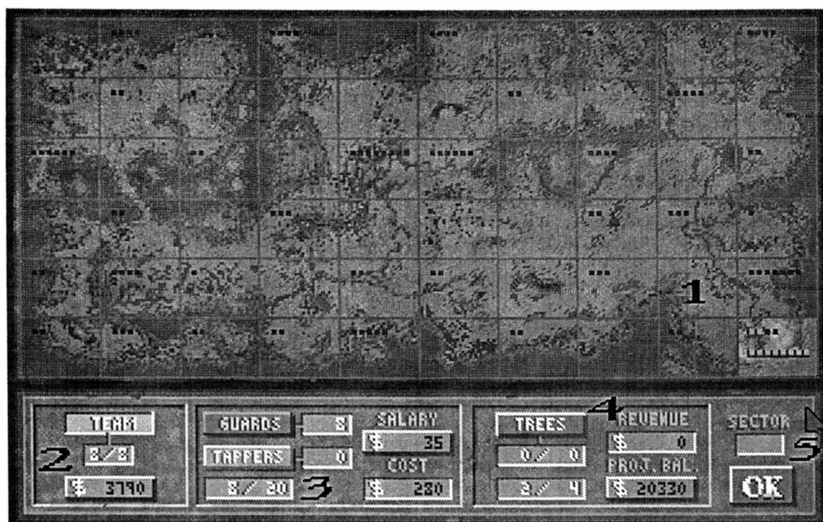 1
4
TEAM
GUARDS 8 SALARY
TREES REVENUE
SECTOR
8/8
$ 35
$ 0
2
TAPPERS 0 COST
0/ 0 PROJ. BAL.
5
$ 3790
8/ 20 3 $ 280
2/ 4 $ 20330
OK